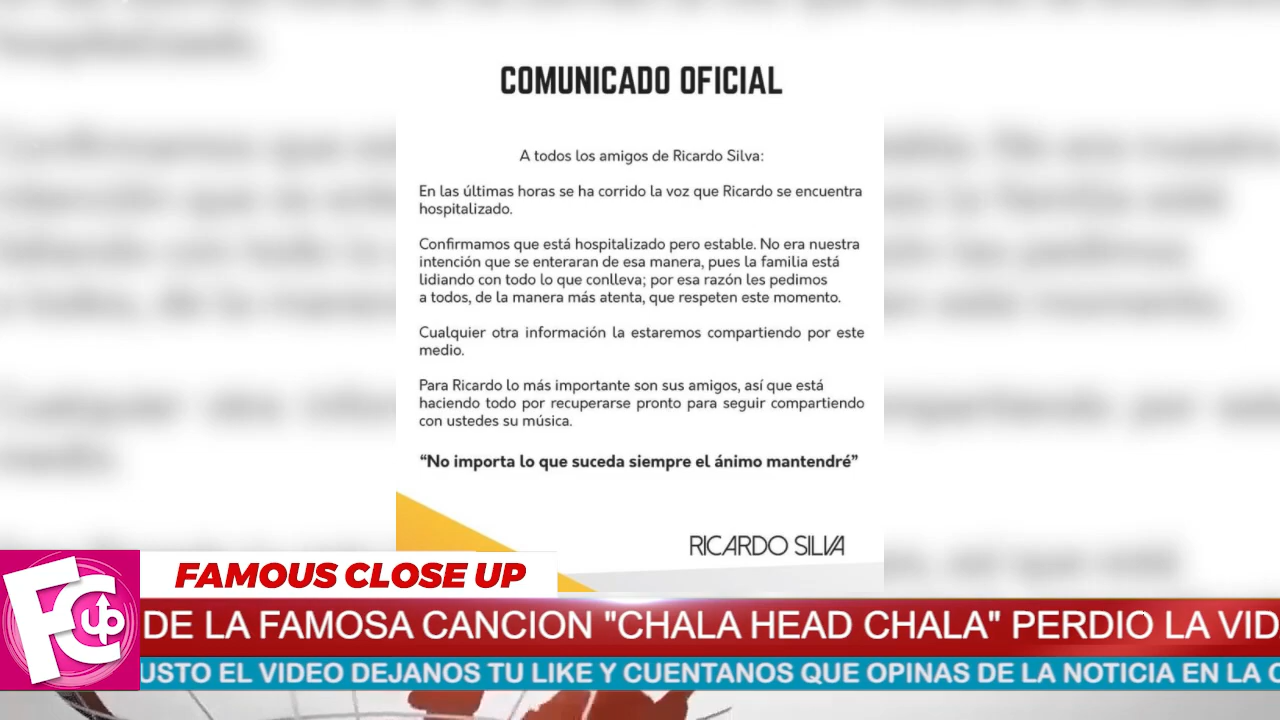 COMUNICADO OFICIAL
A todos los amigos de Ricardo Silva:
En las últimas horas se ha corrido la voz que Ricardo se encuentra
hospitalizado.
Confirmamos que está hospitalizado pero estable. No era nuestra
intención que se enteraran de esa manera, pues la familia está
lidiando con todo lo que conlleva; por esa razón les pedimos
a todos, de la manera más atenta, que respeten este momento.
Cualquier otra información la estaremos compartiendo por este
medio.
Para Ricardo lo más importante son sus amigos, así que está
haciendo todo por recuperarse pronto para seguir compartiendo
con ustedes su música.
“No importa lo que suceda siempre el ánimo mantendré”
RICARDO SILVA
FAMOUS CLOSE UP
FC UP
DE LA FAMOSA CANCION "CHALA HEAD CHALA" PERDIO LA VID
USTO EL VIDEO DEJANOS TU LIKE Y CUENTANOS QUE OPINAS DE LA NOTICIA EN LA C